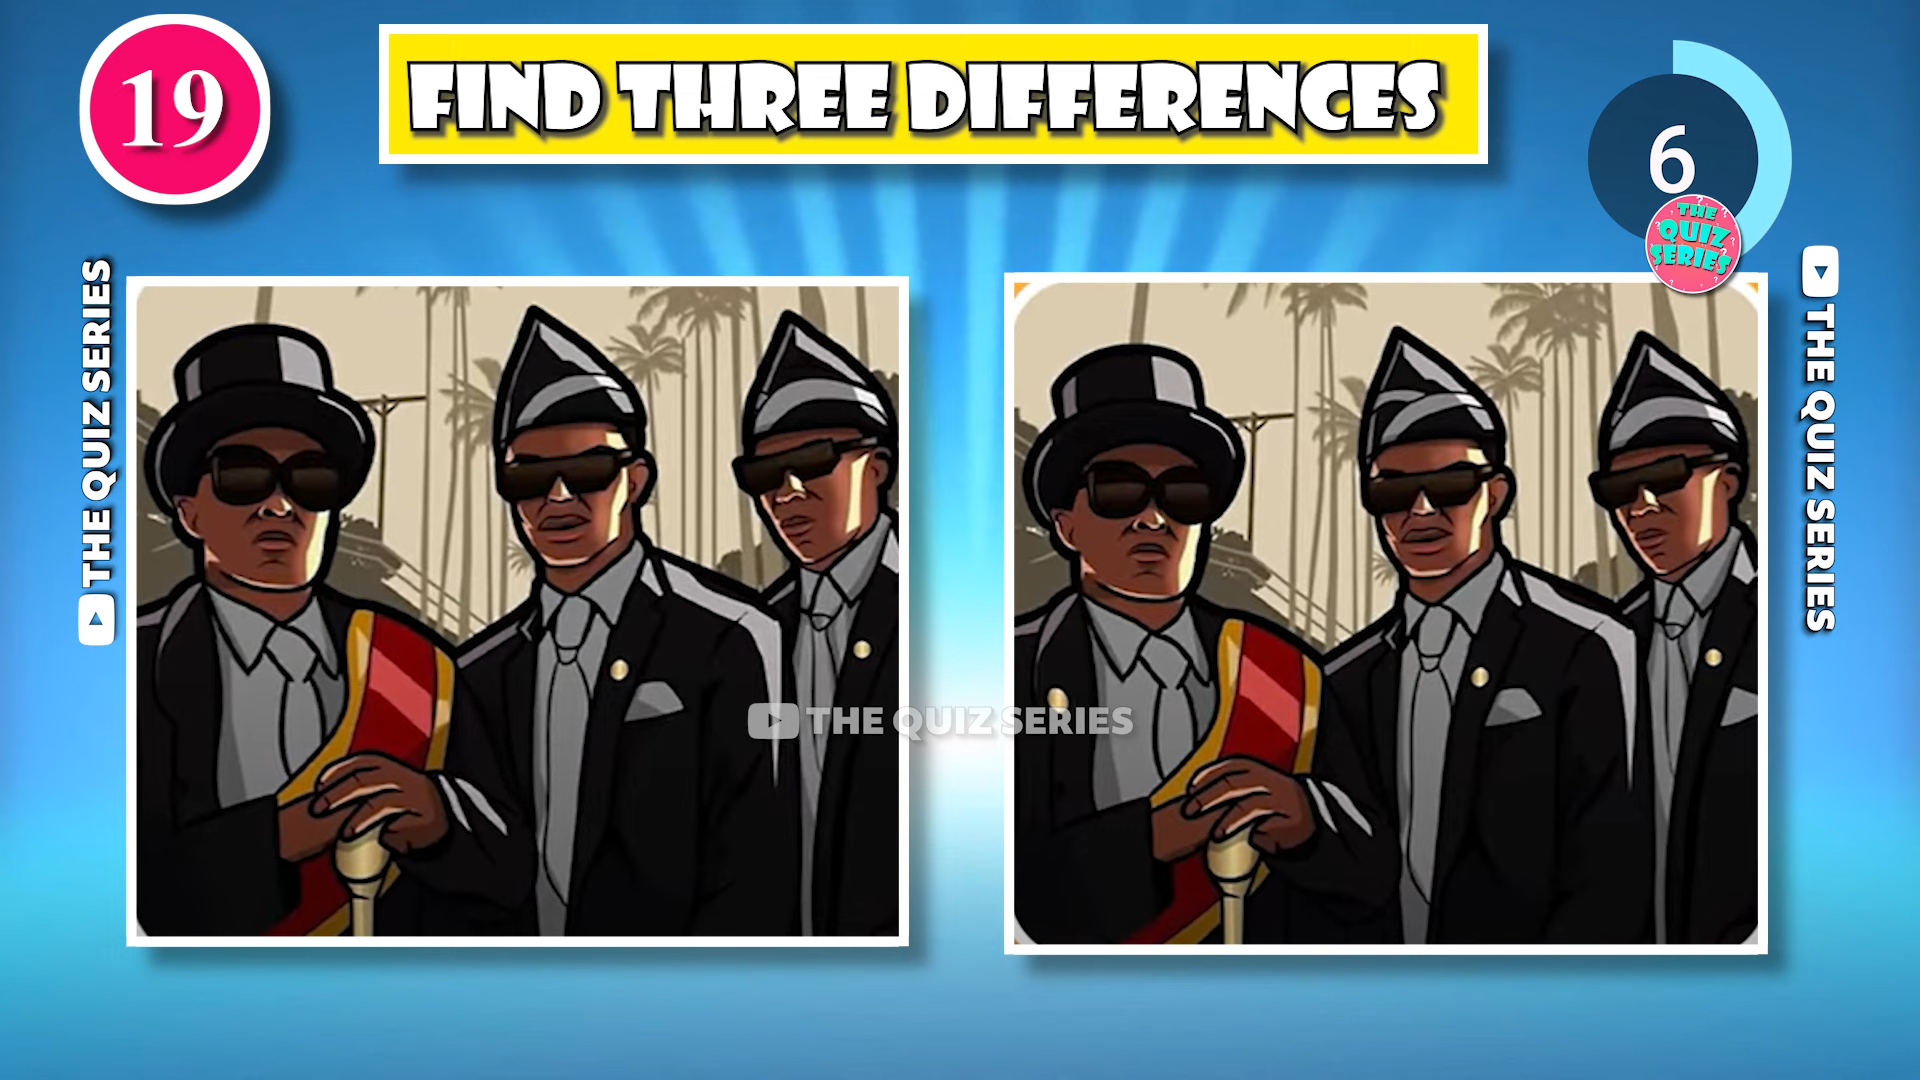 19
FIND THREE DIFFERENCES
6
THE
QUIZ
SERIES
THE QUIZ SERIES
THE QUIZ SERIES
THE QUIZ SERIES